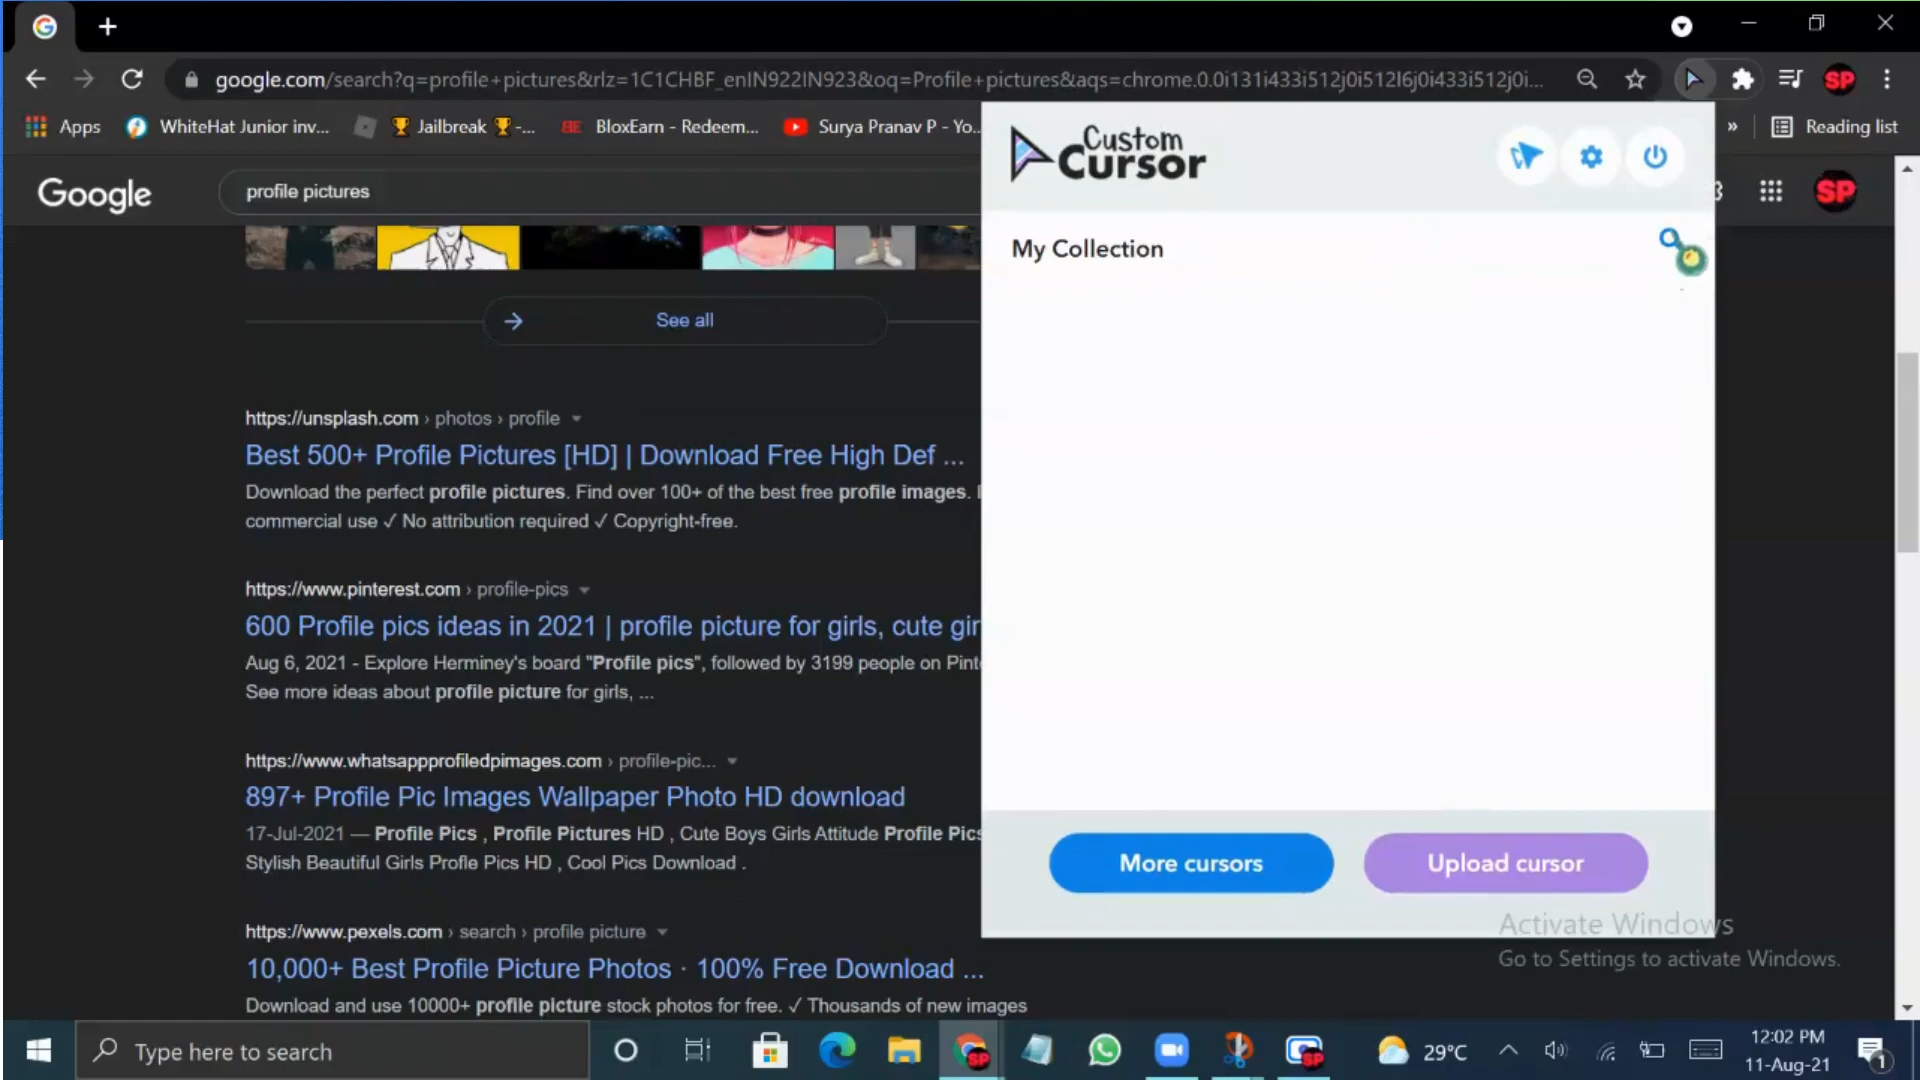 google.com/search?q=profile+pictures&rlz=1C1CHBF_enIN922IN923&oq=Profile+pictures&aqs=chrome.0.0i131i433i512j0i512l6j0i433i512j0i...
SP
Apps
WhiteHat Junior inv...
Jailbreak 🏆-...
BE
BloxEarn - Redeem...
Surya Pranav P - Yo...
»
Reading list
Custom
Cursor
Google
profile pictures
SP
My Collection
See all
https://unsplash.com › photos › profile
Best 500+ Profile Pictures [HD] | Download Free High Def ...
Download the perfect profile pictures. Find over 100+ of the best free profile images.
commercial use ✓ No attribution required ✓ Copyright-free.
https://www.pinterest.com › profile-pics
600 Profile pics ideas in 2021 | profile picture for girls, cute gir
Aug 6, 2021 - Explore Herminey's board "Profile pics", followed by 3199 people on Pint
See more ideas about profile picture for girls, ...
https://www.whatsappprofiledpimages.com › profile-pic...
897+ Profile Pic Images Wallpaper Photo HD download
17-Jul-2021 — Profile Pics , Profile Pictures HD , Cute Boys Girls Attitude Profile Pics
Stylish Beautiful Girls Profle Pics HD , Cool Pics Download .
More cursors
Upload cursor
https://www.pexels.com › search › profile picture
10,000+ Best Profile Picture Photos · 100% Free Download ...
Download and use 10000+ profile picture stock photos for free. ✓ Thousands of new images
Activate Windows
Go to Settings to activate Windows.
Type here to search
SP
SP
29°C
12:02 PM
11-Aug-21
1